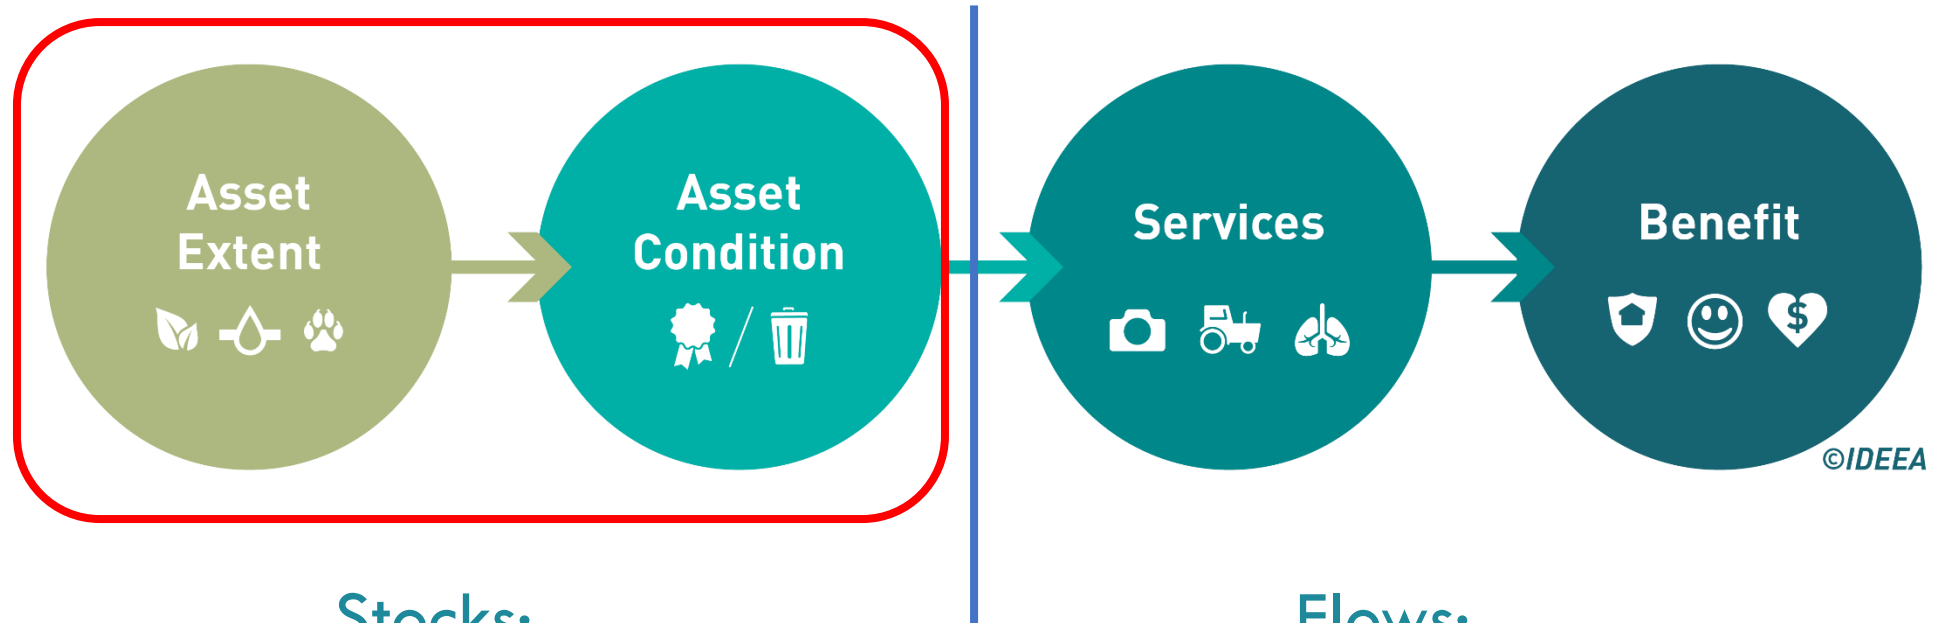 Asset
Extent
Asset
Condition
Services
Benefit
$
©IDEEA
Stocks:
Flows: